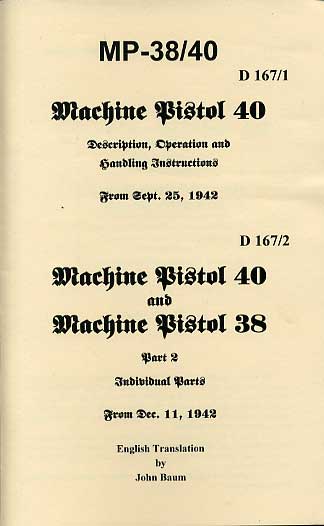 MP-38/40
D 167/1
Machine Pistol 40
Description, Operation and
Handling Instructions
From Sept. 25, 1942
D 167/2
Machine Pistol 40
and
Machine Pistol 38
Part 2
Individual Parts
From Dec. 11, 1942
English Translation
by
John Baum